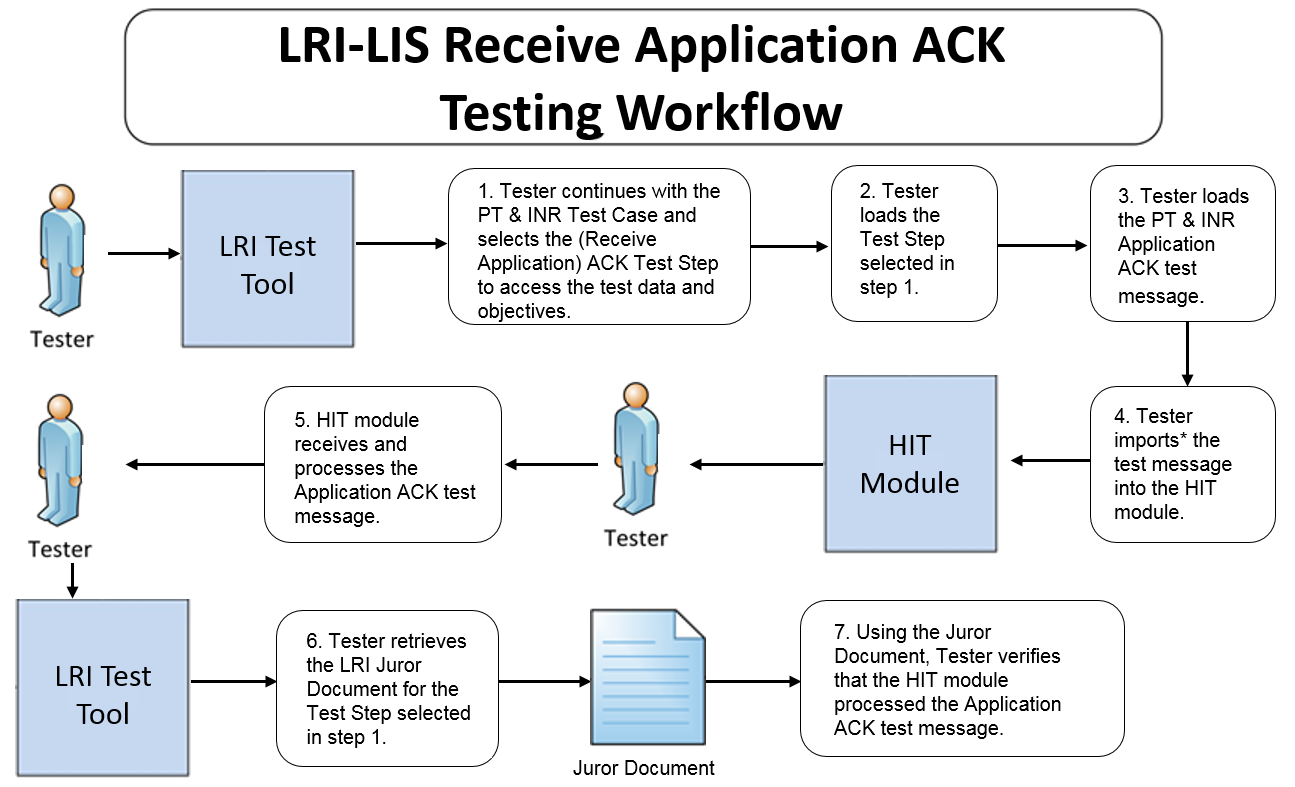 LRI-LIS Receive Application ACK
Testing Workflow
Tester
LRI Test
Tool
1. Tester continues with the
PT & INR Test Case and
selects the (Receive
Application) ACK Test Step
to access the test data and
objectives.
2. Tester
loads the
Test Step
selected in
step 1.
3. Tester loads
the PT & INR
Application
ACK test
message.
4. Tester
imports* the
test message
into the HIT
module.
HIT
Module
Tester
5. HIT module
receives and
processes the
Application ACK test
message.
Tester
LRI Test
Tool
6. Tester retrieves
the LRI Juror
Document for the
Test Step selected
in step 1.
Juror Document
7. Using the Juror
Document, Tester verifies
that the HIT module
processed the Application
ACK test message.